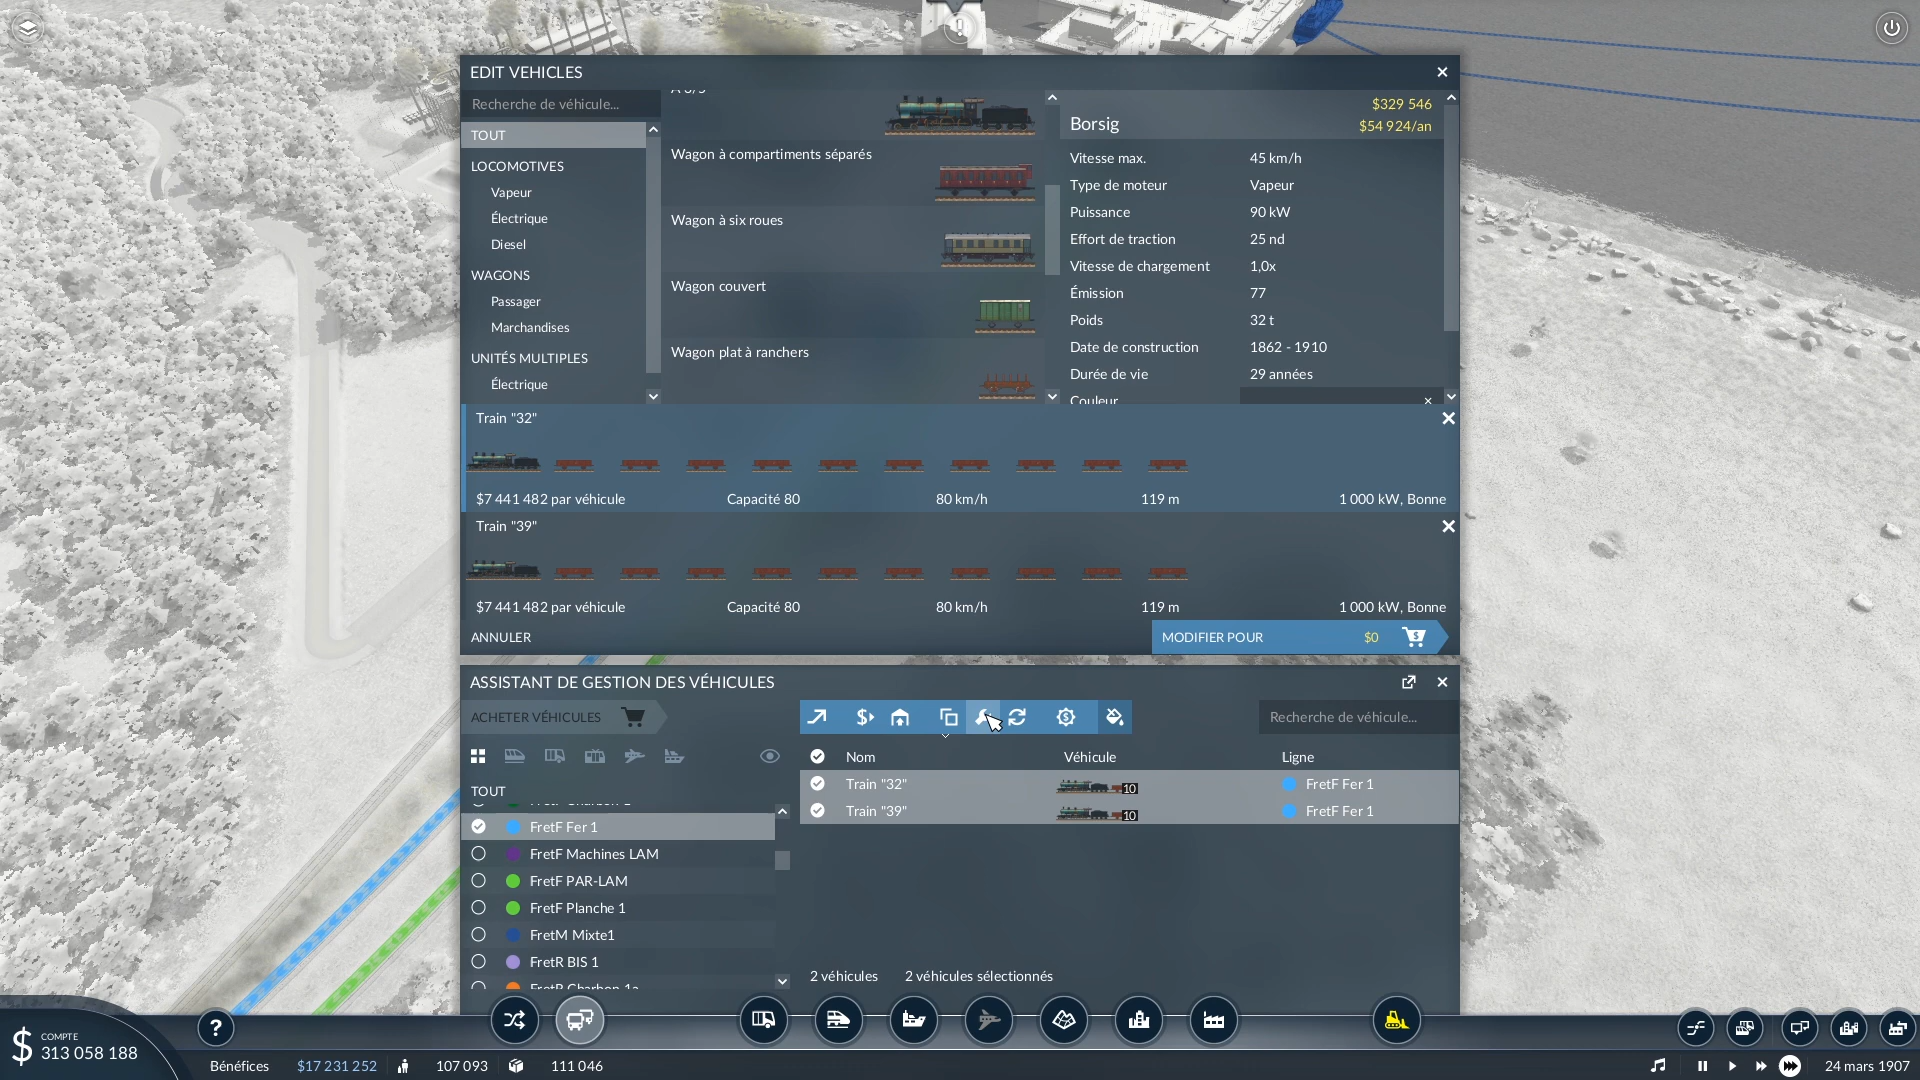 EDIT VEHICLES
Recherche de véhicule...
TOUT
LOCOMOTIVES
Vapeur
Électrique
Diesel
WAGONS
Passager
Marchandises
UNITÉS MULTIPLES
Électrique
Wagon à compartiments séparés
Wagon à six roues
Wagon couvert
Wagon plat à ranchers
$329 546
Borsig
$54 924/an
Vitesse max. 45 km/h
Type de moteur Vapeur
Puissance 90 kW
Effort de traction 25 nd
Vitesse de chargement 1,0x
Émission 77
Poids 32 t
Date de construction 1862 - 1910
Durée de vie 29 années
Couleur
Train "32"
$7 441 482 par véhicule Capacité 80 80 km/h 119 m 1 000 kW, Bonne
Train "39"
$7 441 482 par véhicule Capacité 80 80 km/h 119 m 1 000 kW, Bonne
ANNULER
MODIFIER POUR $0
ASSISTANT DE GESTION DES VÉHICULES
ACHETER VÉHICULES
Recherche de véhicule...
TOUT
FretF Fer 1
FretF Machines LAM
FretF PAR-LAM
FretF Planche 1
FretM Mixte1
FretR BIS 1
FretR Charbon 1a
Nom Véhicule Ligne
Train "32" 10 FretF Fer 1
Train "39" 10 FretF Fer 1
2 véhicules 2 véhicules sélectionnés
COMPTE
$ 313 058 188
?
Bénéfices $17 231 252 107 093 111 046
24 mars 1907